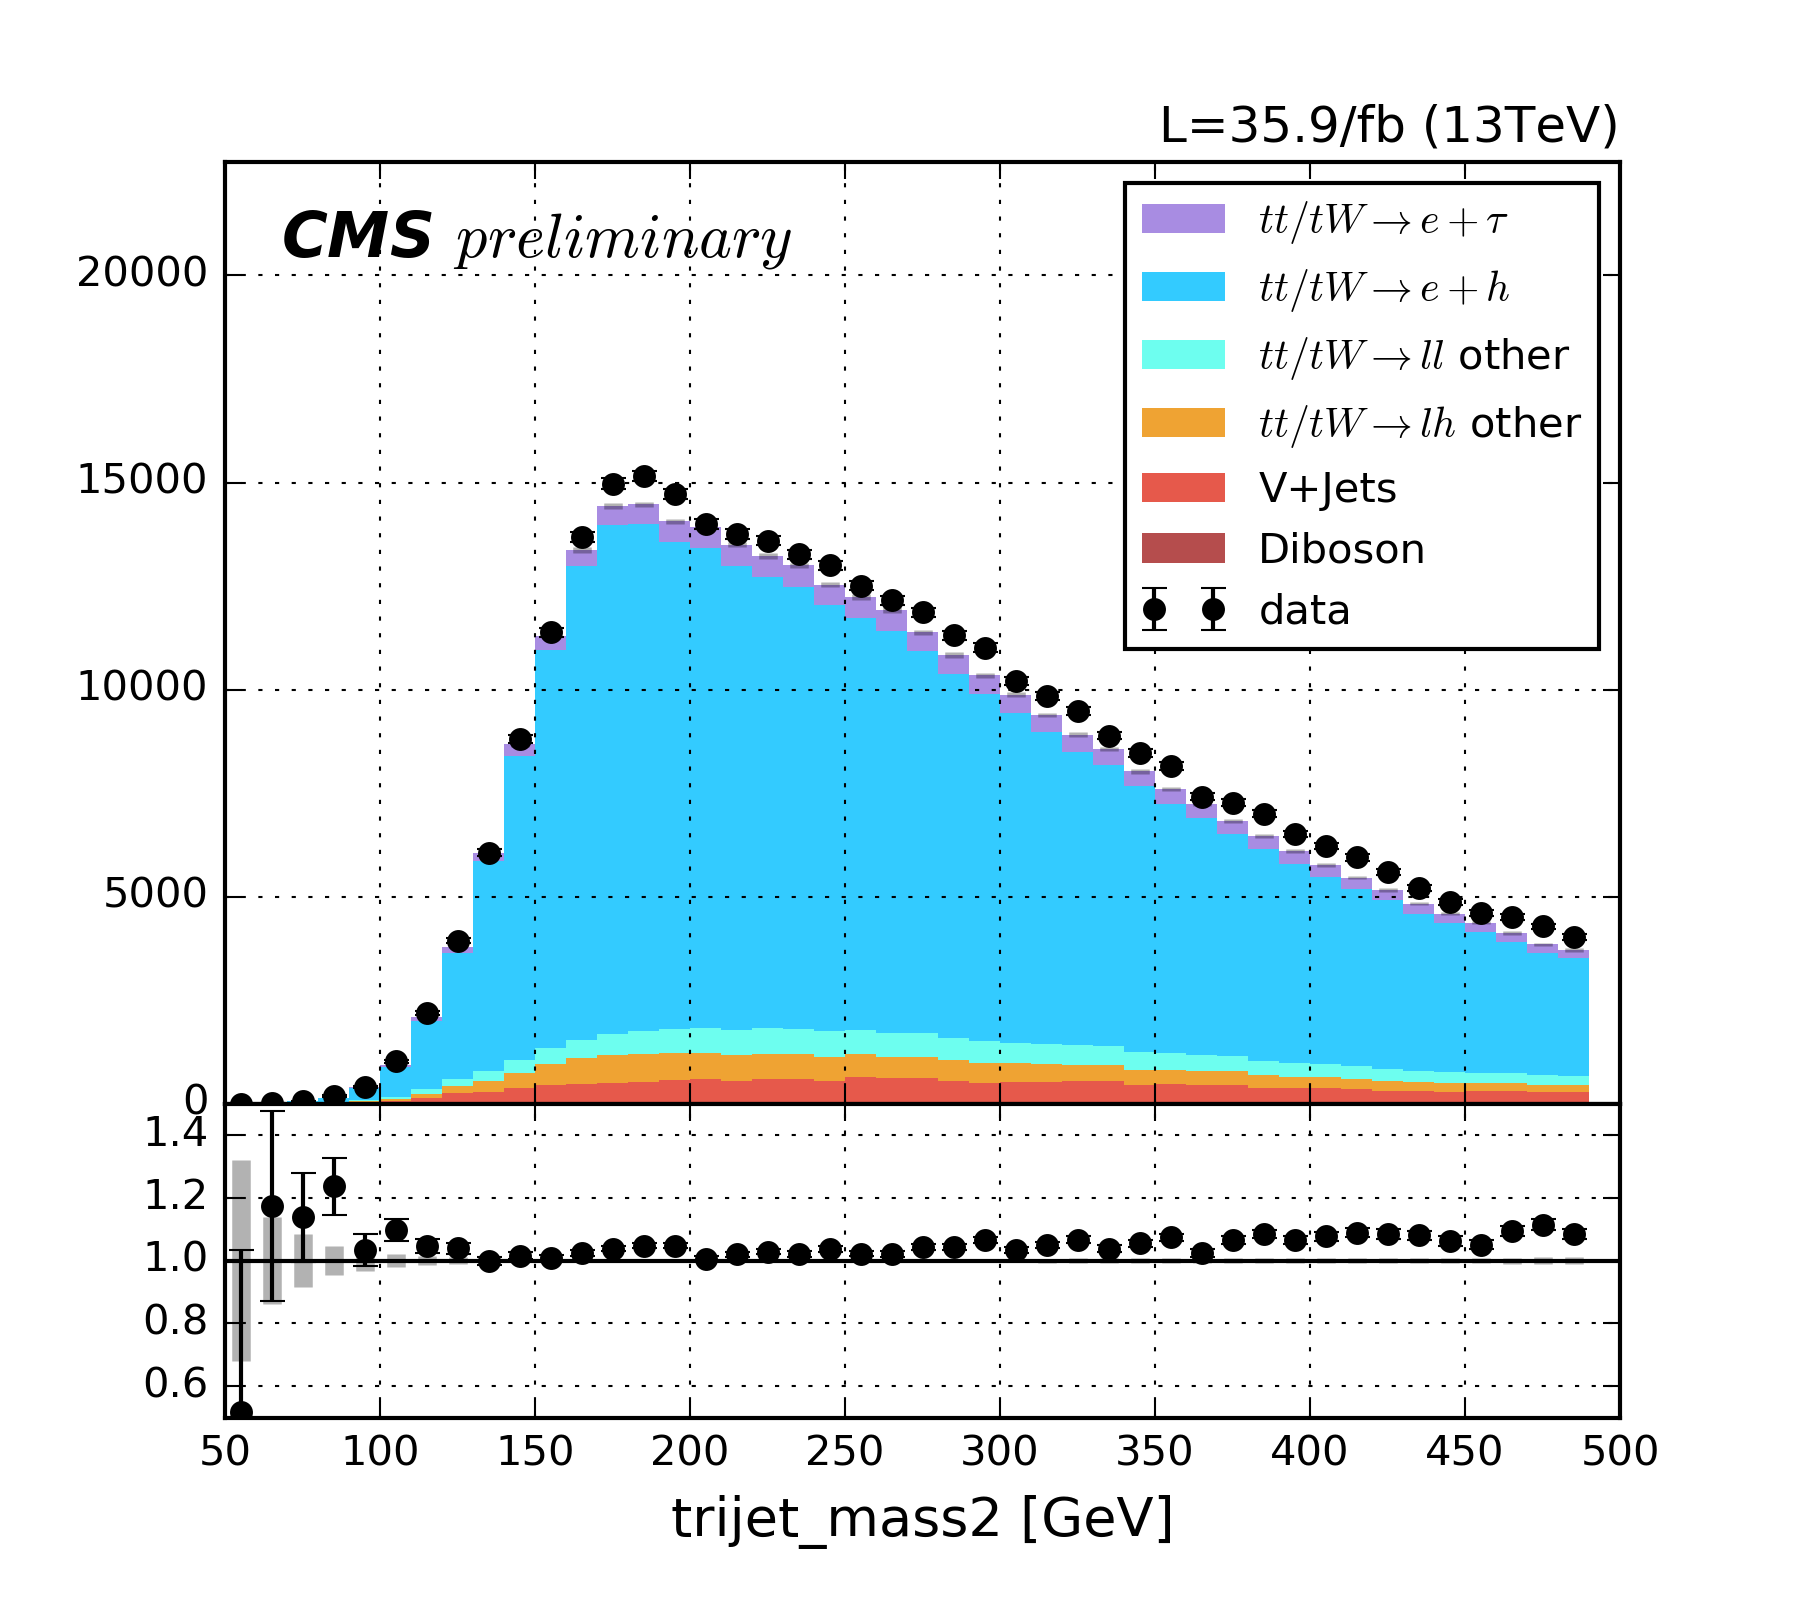 L=35.9/fb (13TeV)
CMS preliminary
tt/tW→e+τ
tt/tW→e+h
tt/tW→ll other
tt/tW→lh other
V+Jets
Diboson
data
20000
15000
10000
5000
0
1.4
1.2
1.0
0.8
0.6
50 100 150 200 250 300 350 400 450 500
trijet_mass2 [GeV]